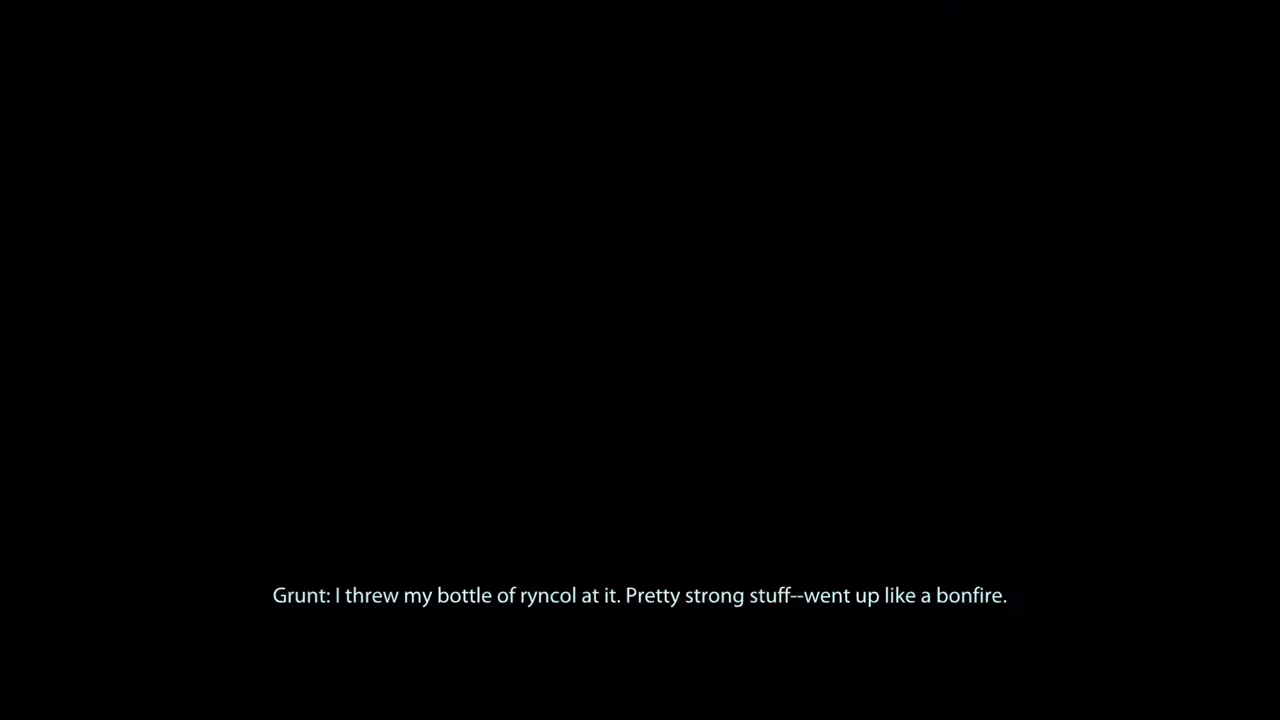 Grunt: I threw my bottle of ryncol at it. Pretty strong stuff--went up like a bonfire.